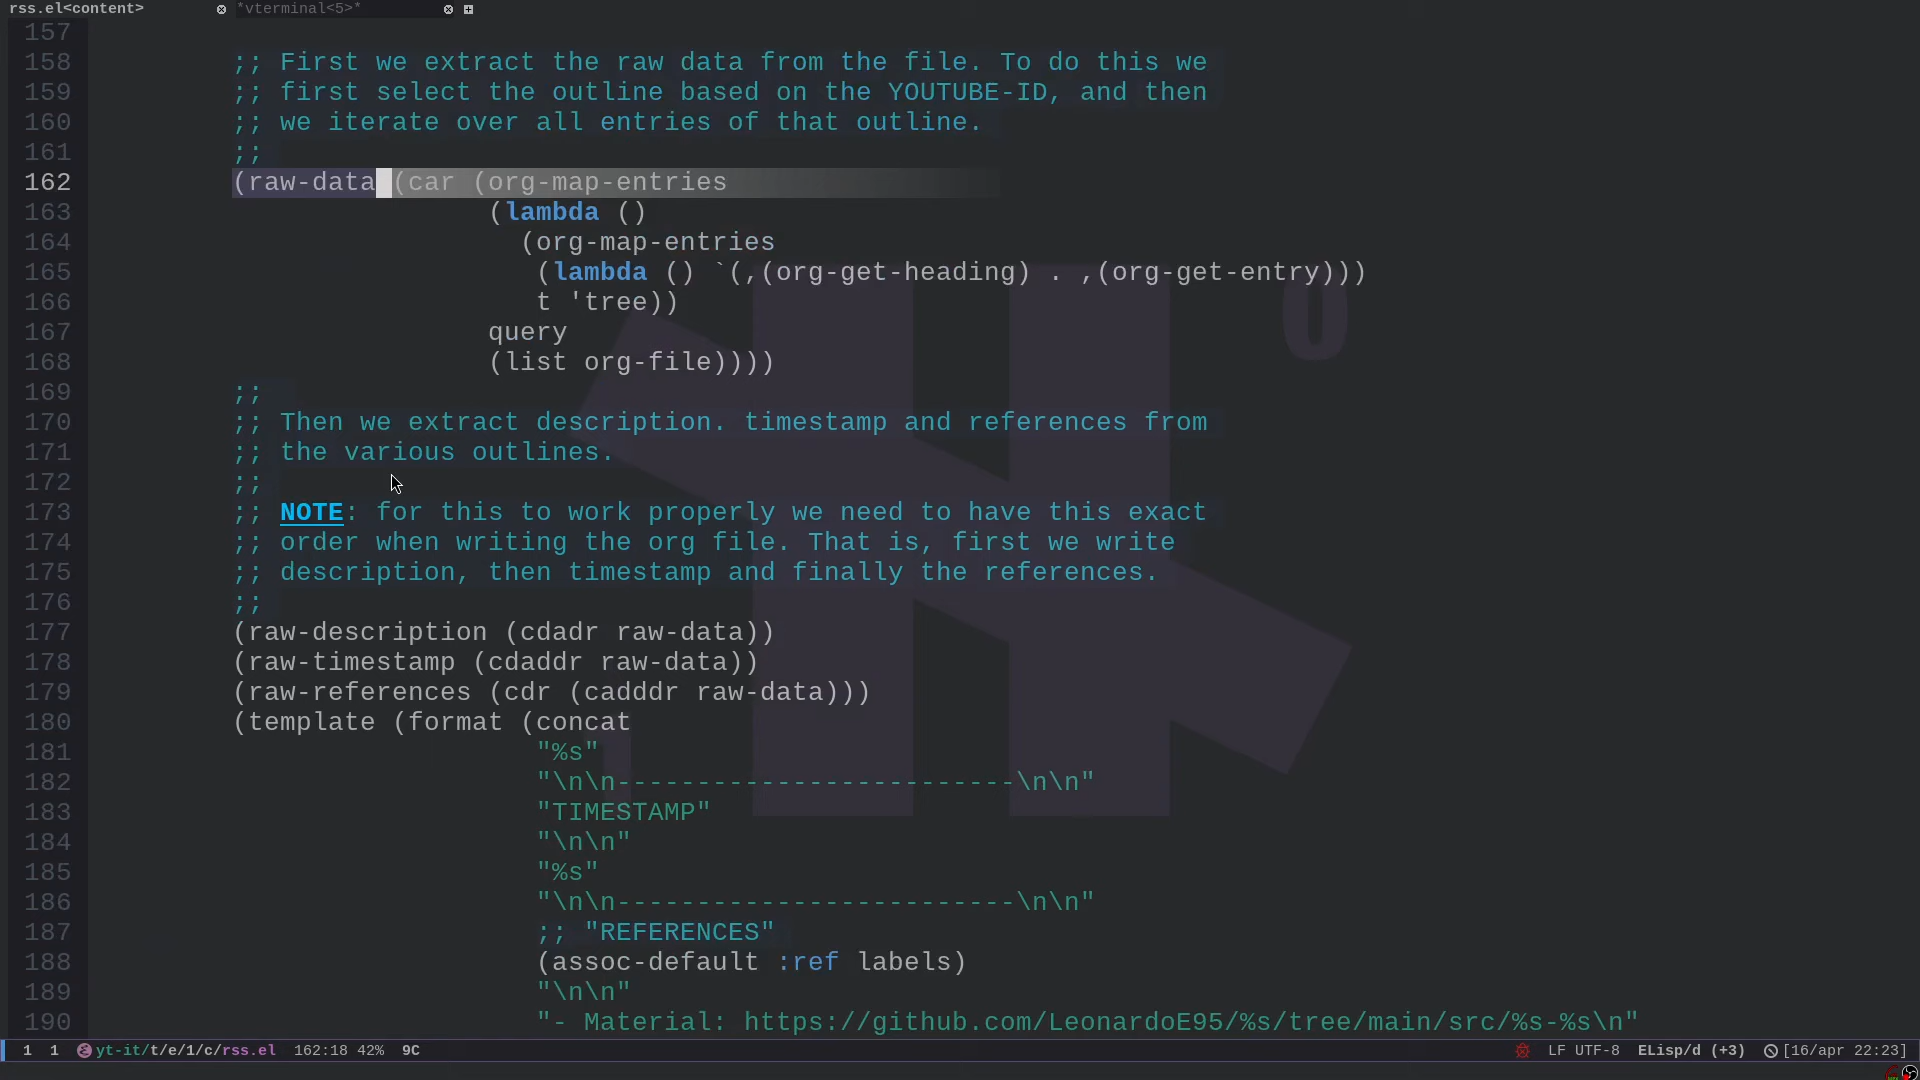 rss.el<content> *vterminal<5>*
157
158 ;; First we extract the raw data from the file. To do this we
159 ;; first select the outline based on the YOUTUBE-ID, and then
160 ;; we iterate over all entries of that outline.
161 ;;
162 (raw-data (car (org-map-entries
163 (lambda ()
164 (org-map-entries
165 (lambda () `(,(org-get-heading) . ,(org-get-entry)))
166 t 'tree))
167 query
168 (list org-file))))
169 ;;
170 ;; Then we extract description. timestamp and references from
171 ;; the various outlines.
172 ;;
173 ;; NOTE: for this to work properly we need to have this exact
174 ;; order when writing the org file. That is, first we write
175 ;; description, then timestamp and finally the references.
176 ;;
177 (raw-description (cdadr raw-data))
178 (raw-timestamp (cdaddr raw-data))
179 (raw-references (cdr (cadddr raw-data)))
180 (template (format (concat
181 "%s"
182 "\n\n-------------------------\n\n"
183 "TIMESTAMP"
184 "\n\n"
185 "%s"
186 "\n\n-------------------------\n\n"
187 ;; "REFERENCES"
188 (assoc-default :ref labels)
189 "\n\n"
190 "- Material: https://github.com/LeonardoE95/%s/tree/main/src/%s-%s\n"
1 1 yt-it/t/e/1/c/rss.el 162:18 42% 9C LF UTF-8 ELisp/d (+3) [16/apr 22:23]